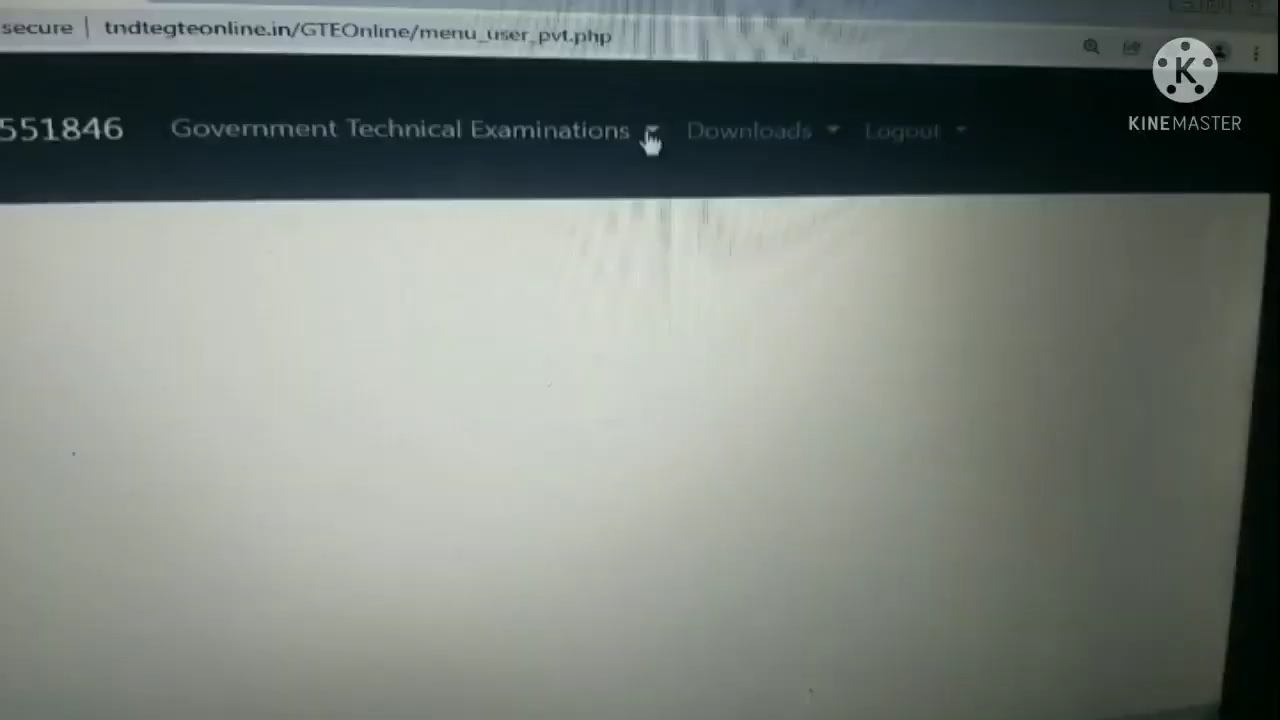 secure | tndtegteonline.in/GTEOnline/menu_user_pvt.php
K
KINEMASTER
551846 Government Technical Examinations Downloads Logout